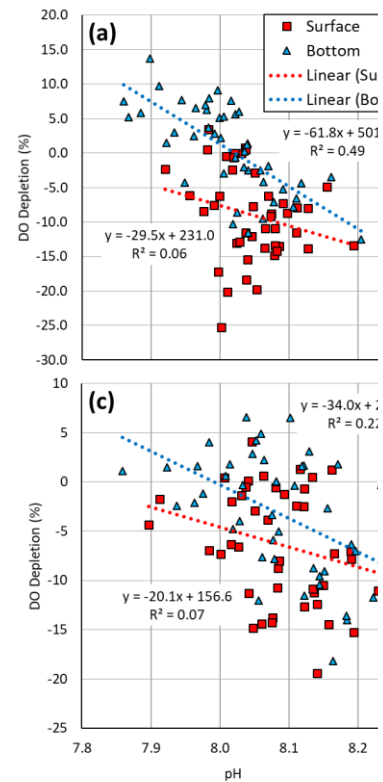 20.0
15.0
10.0
5.0
0.0
-5.0
-10.0
-15.0
-20.0
-25.0
-30.0
DO Depletion (%)
(a)
Surface
Bottom
Linear (Su
Linear (Bo
y = -61.8x + 501
R² = 0.49
y = -29.5x + 231.0
R² = 0.06
10
5
0
-5
-10
-15
-20
-25
DO Depletion (%)
(c)
y = -34.0x + 2
R² = 0.22
y = -20.1x + 156.6
R² = 0.07
7.8 7.9 8.0 8.1 8.2
pH